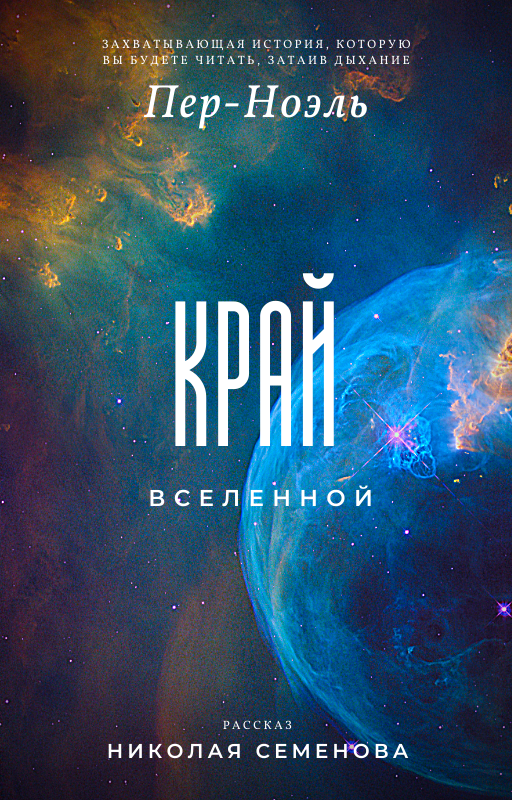 ЗАХВАТЫВАЮЩАЯ ИСТОРИЯ, КОТОРУЮ
ВЫ БУДЕТЕ ЧИТАТЬ, ЗАТАИВ ДЫХАНИЕ
Пер-Ноэль
КРАЙ
ВСЕЛЕННОЙ
РАССКАЗ
НИКОЛАЯ СЕМЕНОВА